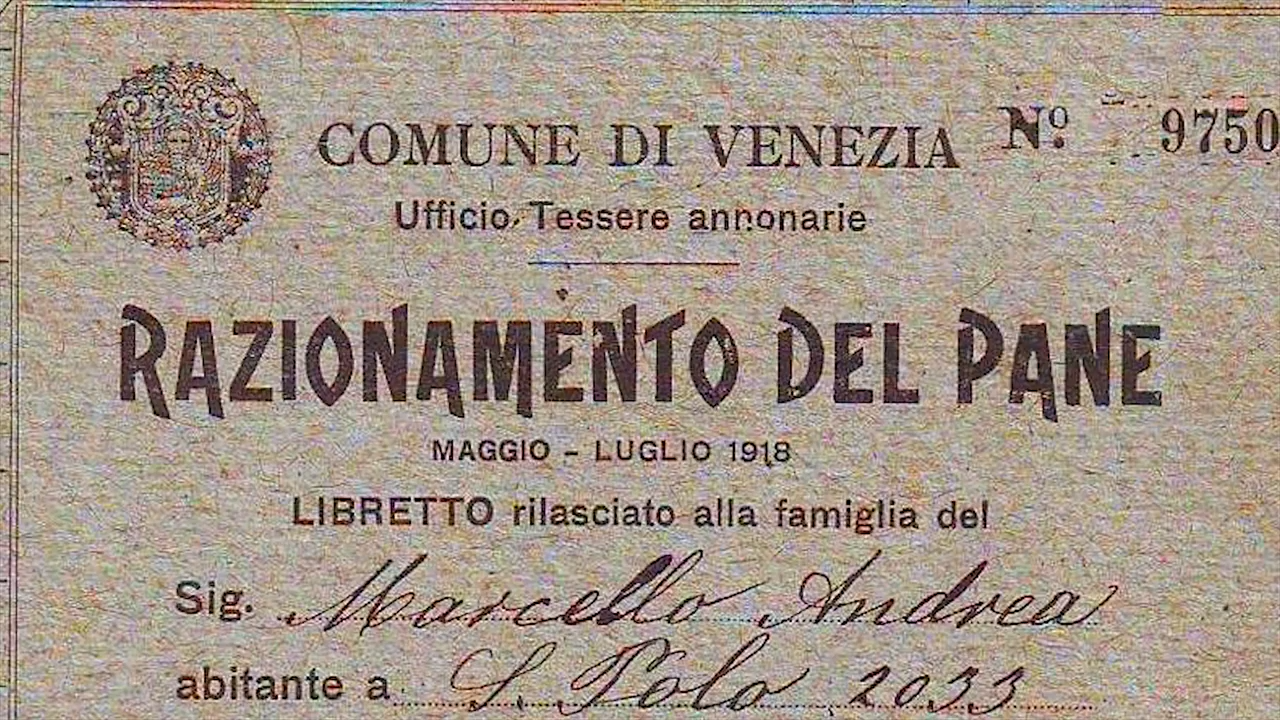 COMUNE DI VENEZIA Nº 9750
Ufficio Tessere annonarie
RAZIONAMENTO DEL PANE
MAGGIO - LUGLIO 1918
LIBRETTO rilasciato alla famiglia del
Sig. Marcello Andrea
abitante a S. Polo 2033